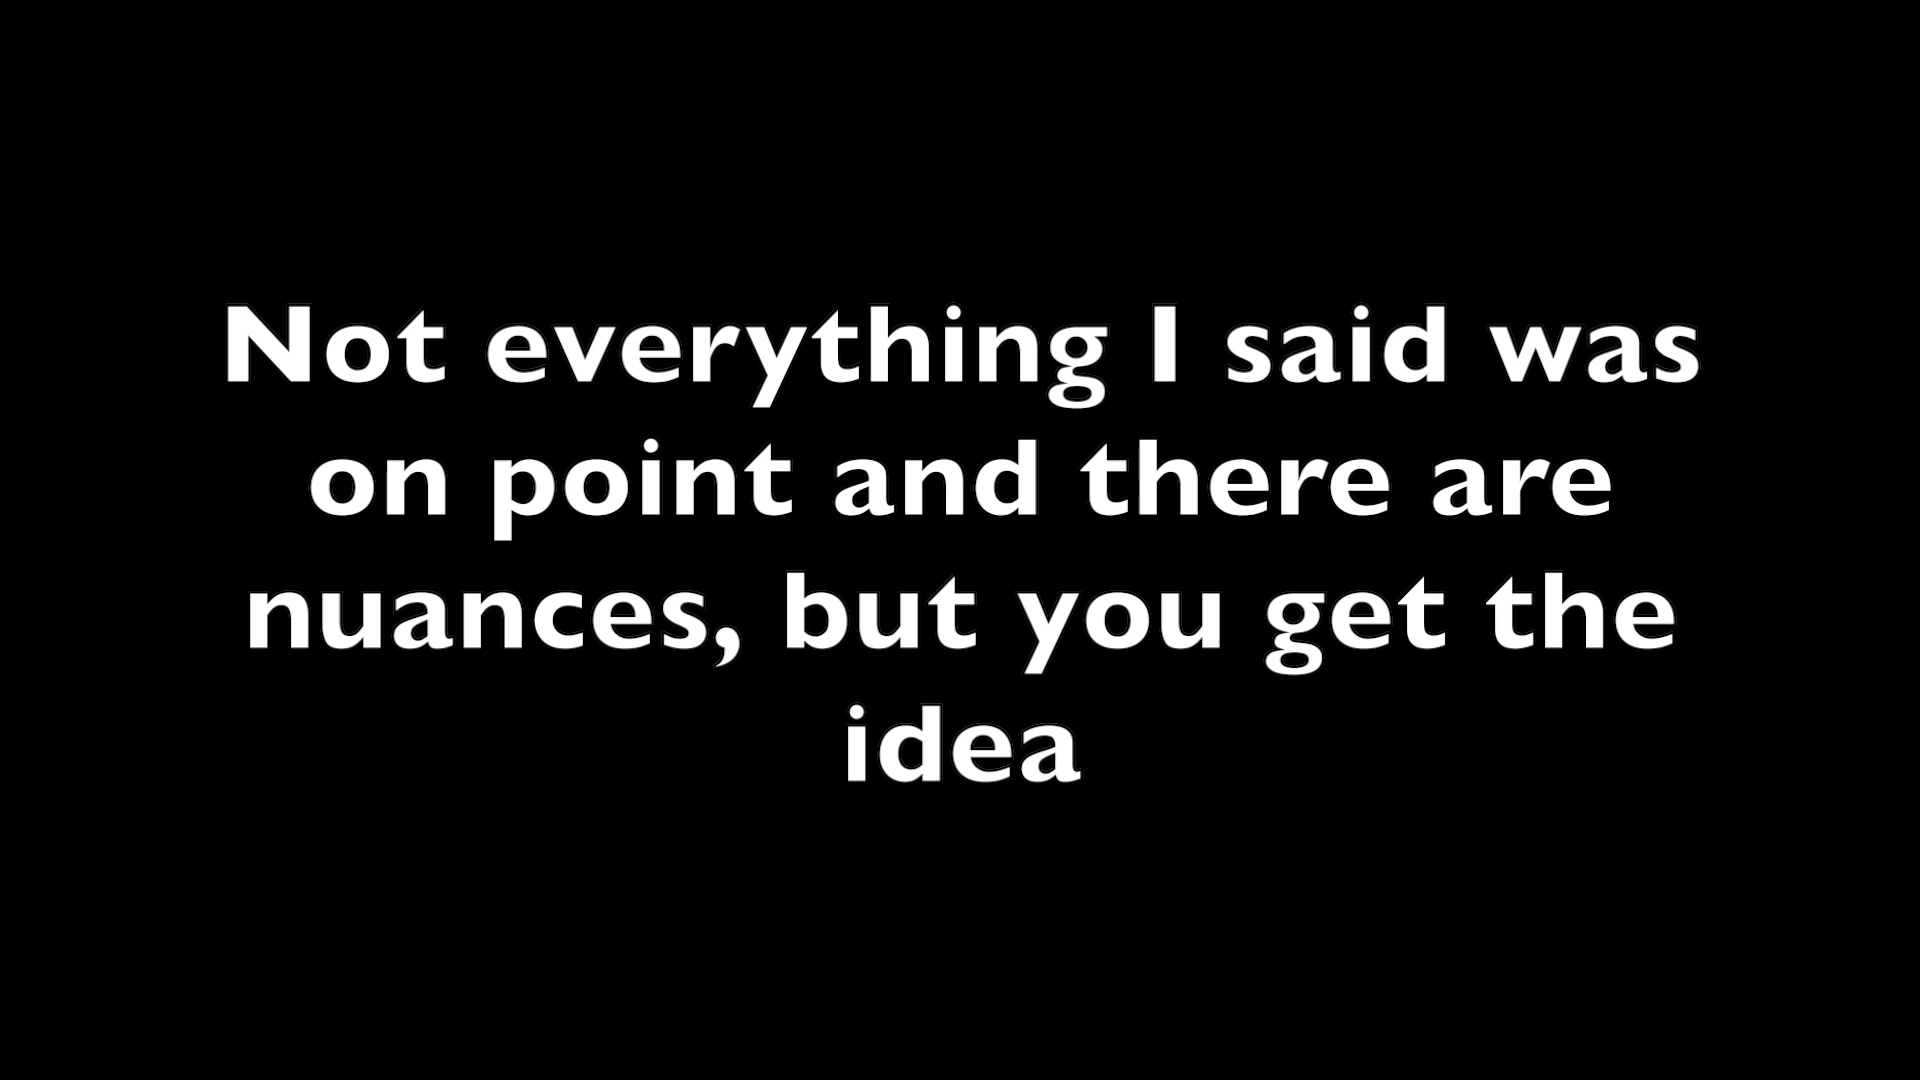 Not everything I said was
on point and there are
nuances, but you get the
idea